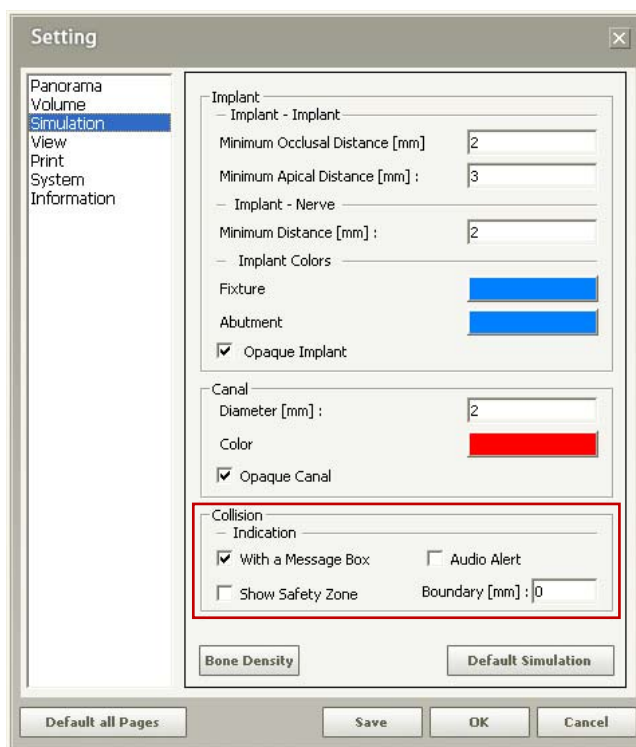 Setting
Panorama
Volume
Simulation
View
Print
System
Information
Implant
Implant - Implant
Minimum Occlusal Distance [mm] 2
Minimum Apical Distance [mm] : 3
Implant - Nerve
Minimum Distance [mm] : 2
Implant Colors
Fixture
Abutment
Opaque Implant
Canal
Diameter [mm] : 2
Color
Opaque Canal
Collision
Indication
With a Message Box Audio Alert
Show Safety Zone Boundary [mm] : 0
Bone Density Default Simulation
Default all Pages Save OK Cancel